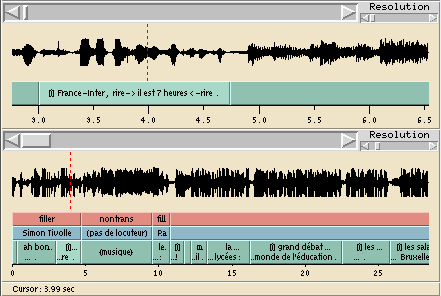 Resolution
(i) France-Inter, rire-> il est 7 heures <-rire .
3.0 3.5 4.0 4.5 5.0 5.5 6.0 6.5
Resolution
filler nontrans fill
Simon Tivolle (pas de locuteur) Pa
ah bon.. (i)... (musique) le. (i) m la ... (i) grand débat ... (i) les ... (i) les sala
... . ..re . ...: ..! ..il . ...lycées : ...monde de l'éducation . ... . ... Bruxelle
0 5 10 15 20 25
Cursor : 3.99 sec